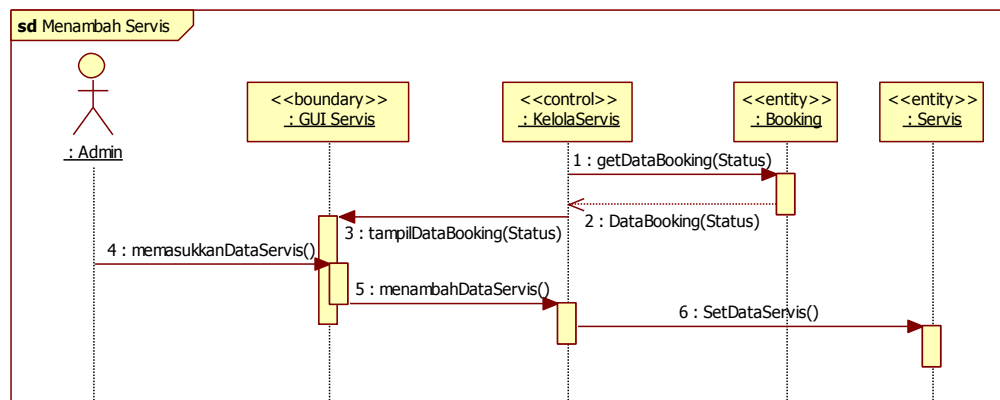 sd Menambah Servis
<<boundary>>
: GUI Servis
<<control>>
: KelolaServis
<<entity>>
: Booking
<<entity>>
: Servis
: Admin
1 : getDataBooking(Status)
2 : DataBooking(Status)
3 : tampilDataBooking(Status)
4 : memasukkanDataServis()
5 : menambahDataServis()
6 : SetDataServis()